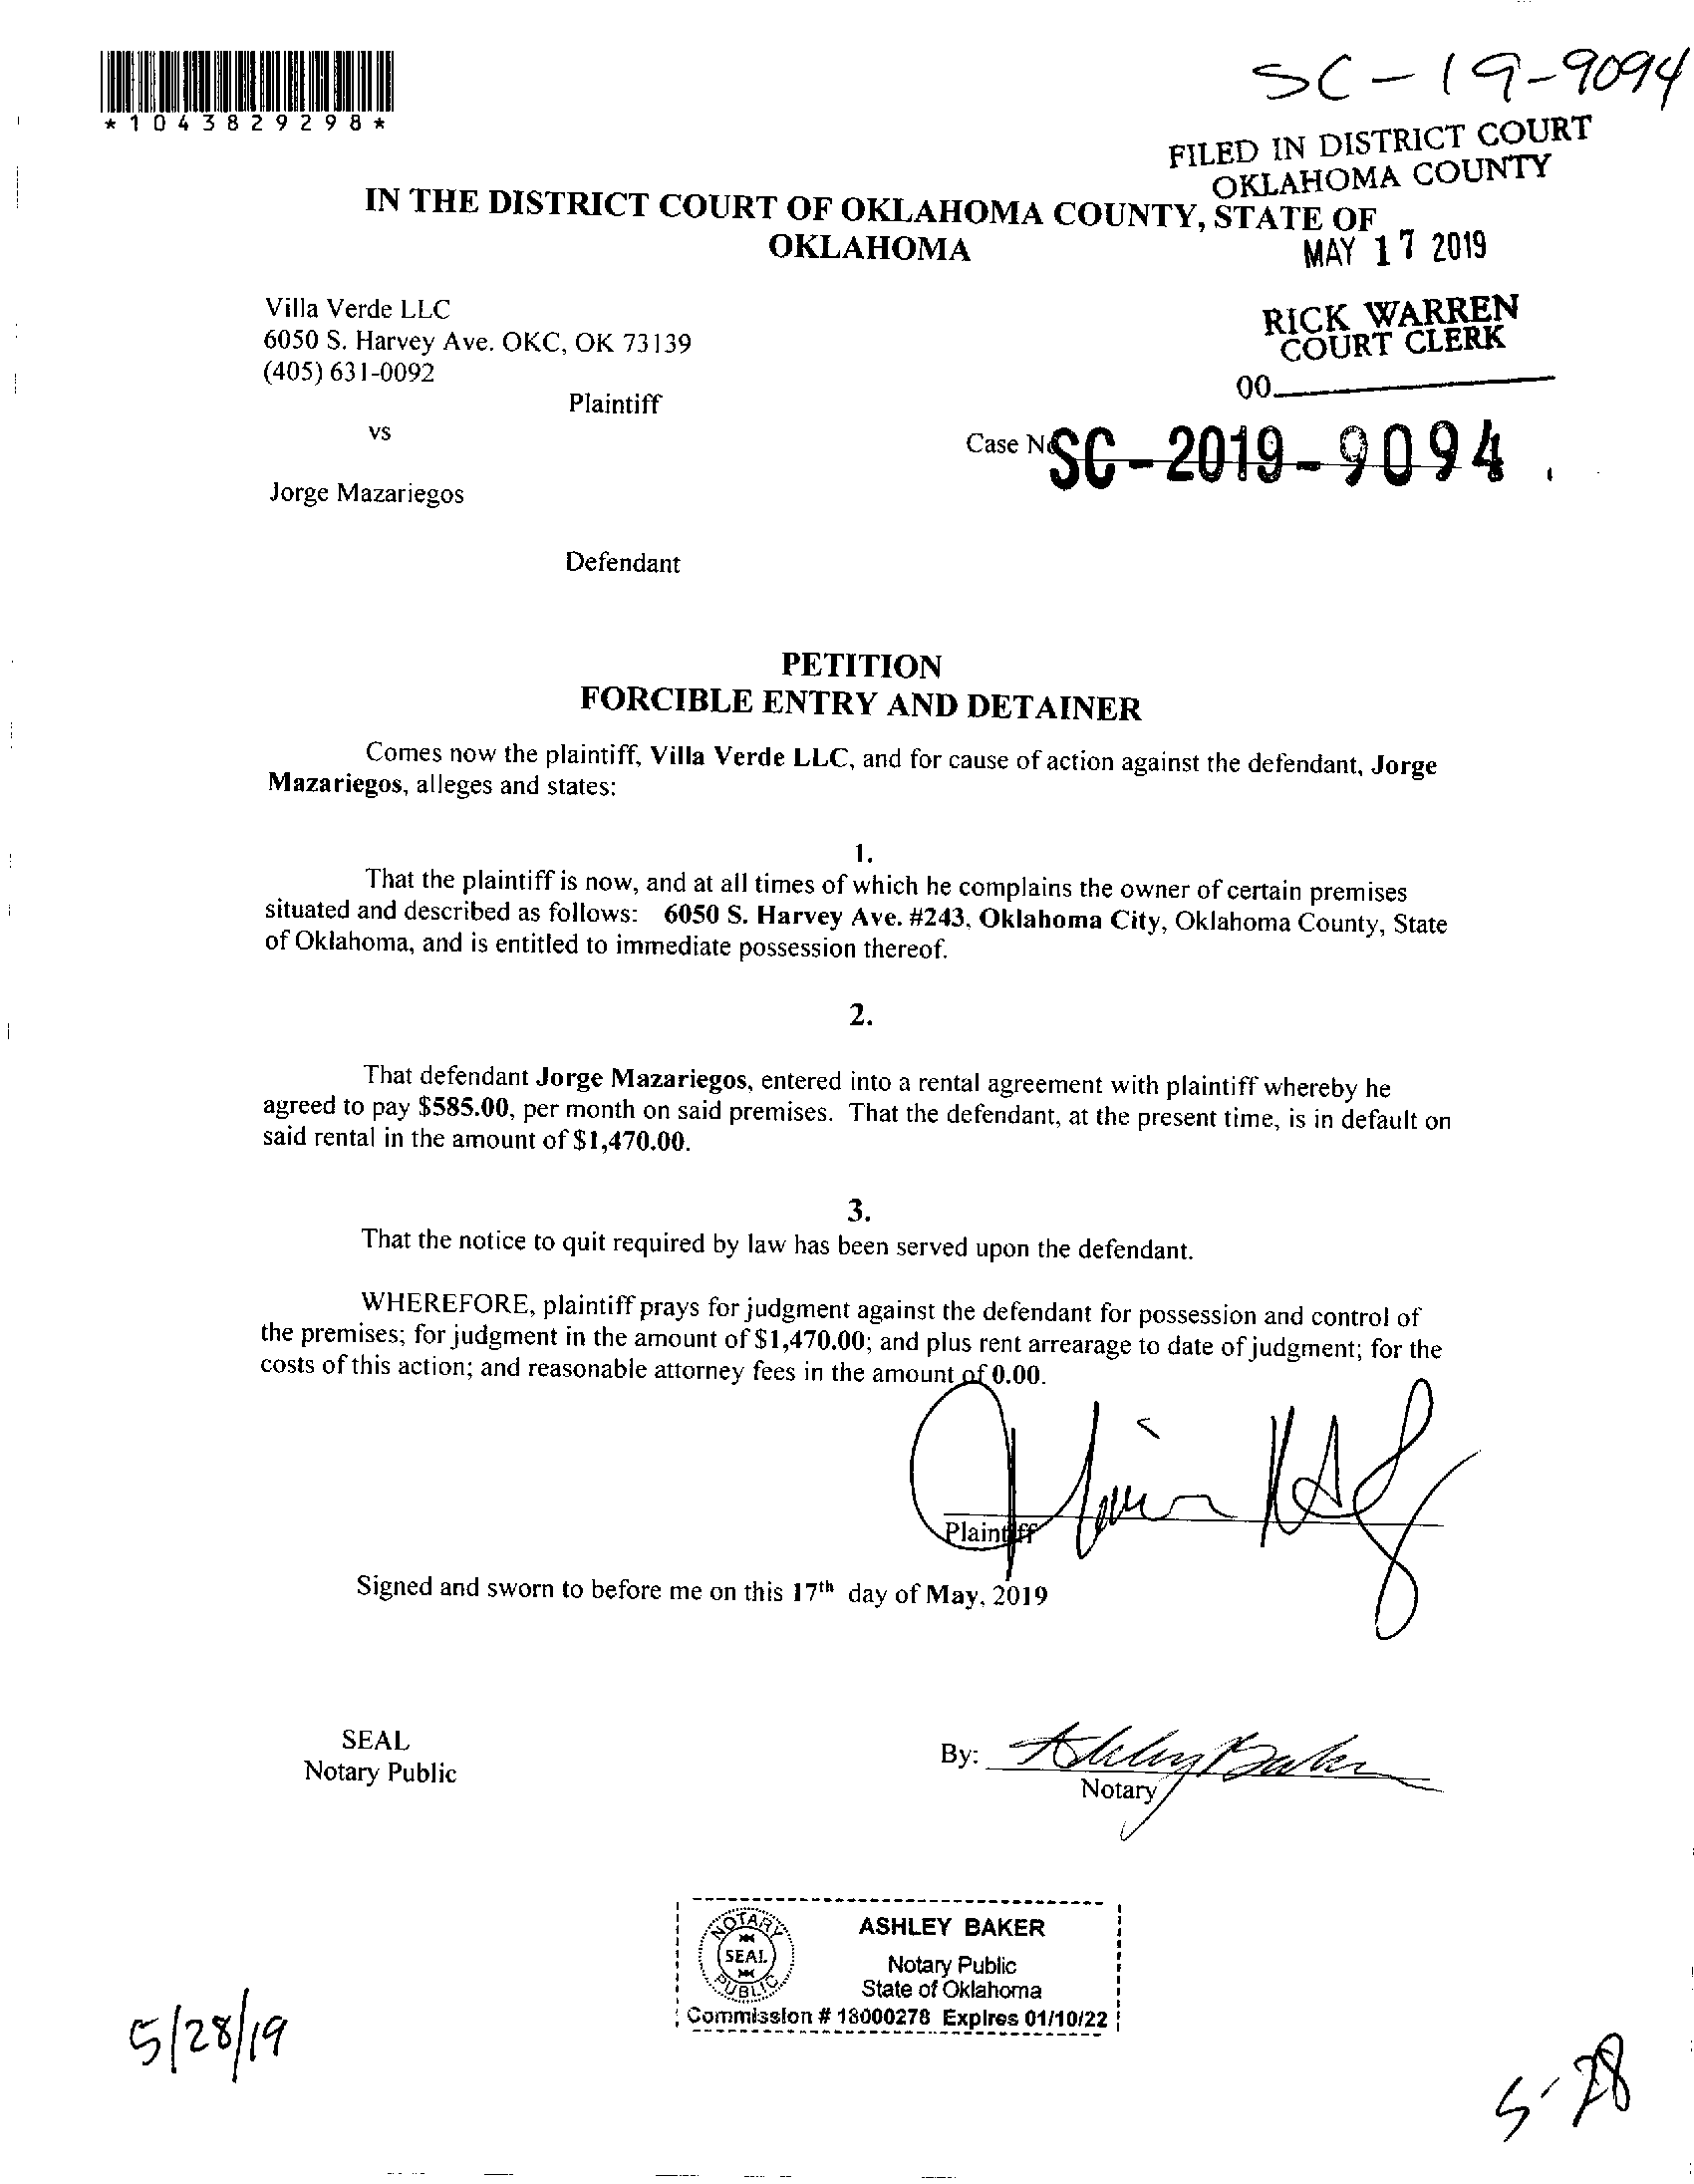 SC-19-9094
*1043829298*
FILED IN DISTRICT COURT
OKLAHOMA COUNTY
IN THE DISTRICT COURT OF OKLAHOMA COUNTY, STATE OF
OKLAHOMA
MAY 17 2019
Villa Verde LLC
6050 S. Harvey Ave. OKC, OK 73139
(405) 631-0092
RICK WARREN
COURT CLERK
00
Plaintiff
vs
Case No SC-2019-9094.
Jorge Mazariegos
Defendant
PETITION
FORCIBLE ENTRY AND DETAINER
Comes now the plaintiff, Villa Verde LLC, and for cause of action against the defendant, Jorge
Mazariegos, alleges and states:
1.
That the plaintiff is now, and at all times of which he complains the owner of certain premises
situated and described as follows: 6050 S. Harvey Ave. #243, Oklahoma City, Oklahoma County, State
of Oklahoma, and is entitled to immediate possession thereof.
2.
That defendant Jorge Mazariegos, entered into a rental agreement with plaintiff whereby he
agreed to pay $585.00, per month on said premises. That the defendant, at the present time, is in default on
said rental in the amount of $1,470.00.
3.
That the notice to quit required by law has been served upon the defendant.
WHEREFORE, plaintiff prays for judgment against the defendant for possession and control of
the premises; for judgment in the amount of $1,470.00; and plus rent arrearage to date of judgment; for the
costs of this action; and reasonable attorney fees in the amount of 0.00.
Plaintiff
Signed and sworn to before me on this 17th day of May, 2019
SEAL
Notary Public
By: Ashley Baker
Notary
NOTARY
SEAL
PUBLIC
ASHLEY BAKER
Notary Public
State of Oklahoma
Commission # 18000278 Expires 01/10/22
5/28/19
5-28